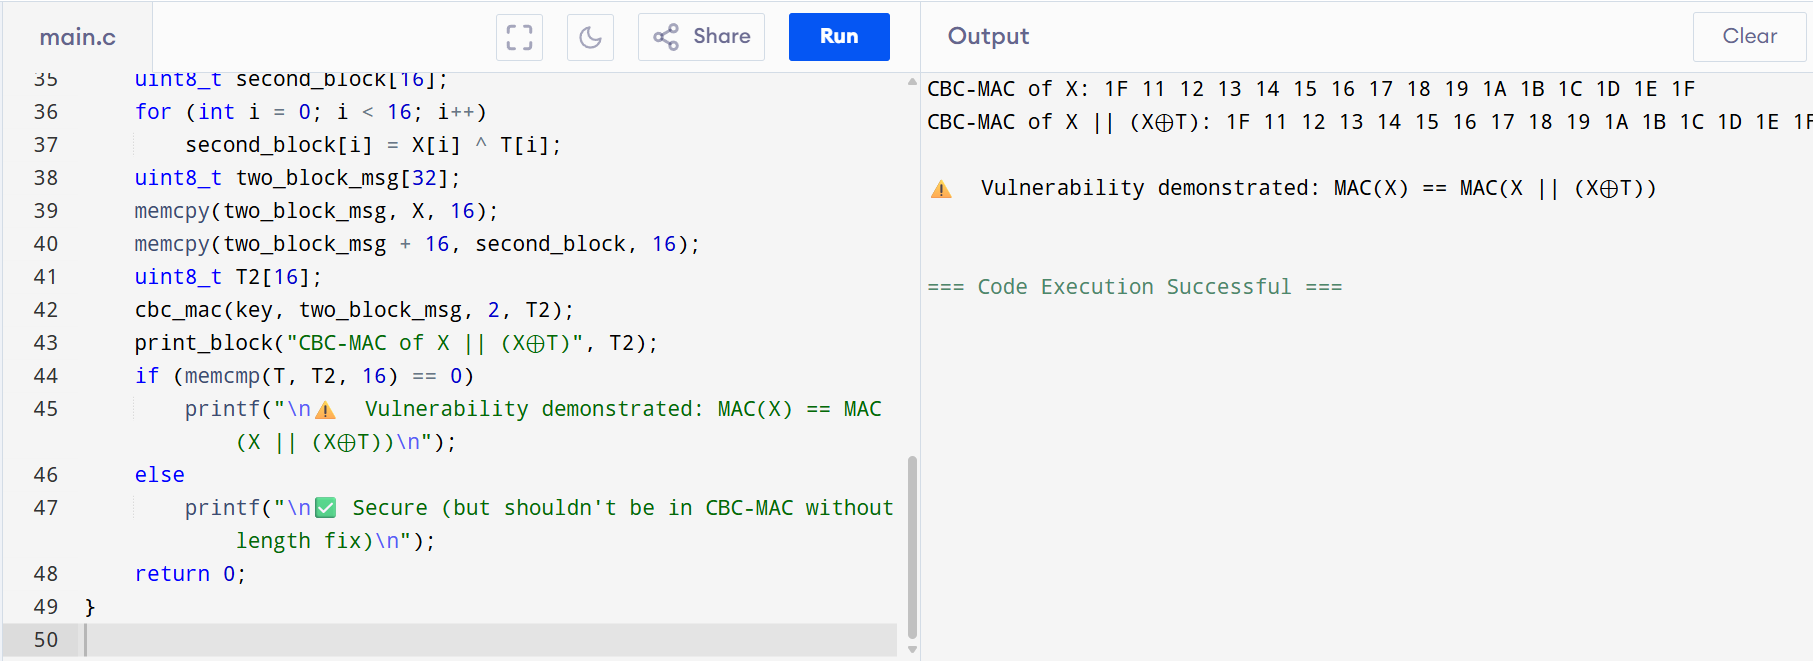 main.c
Share
Run
Output
Clear
35 uint8_t second_block[16];
36 for (int i = 0; i < 16; i++)
37 second_block[i] = X[i] ^ T[i];
38 uint8_t two_block_msg[32];
39 memcpy(two_block_msg, X, 16);
40 memcpy(two_block_msg + 16, second_block, 16);
41 uint8_t T2[16];
42 cbc_mac(key, two_block_msg, 2, T2);
43 print_block("CBC-MAC of X || (X⊕T)", T2);
44 if (memcmp(T, T2, 16) == 0)
45 printf("\n⚠️  Vulnerability demonstrated: MAC(X) == MAC
(X || (X⊕T))\n");
46 else
47 printf("\n✅ Secure (but shouldn't be in CBC-MAC without
length fix)\n");
48 return 0;
49 }
50
CBC-MAC of X: 1F 11 12 13 14 15 16 17 18 19 1A 1B 1C 1D 1E 1F
CBC-MAC of X || (X⊕T): 1F 11 12 13 14 15 16 17 18 19 1A 1B 1C 1D 1E 1F
⚠️  Vulnerability demonstrated: MAC(X) == MAC(X || (X⊕T))
=== Code Execution Successful ===